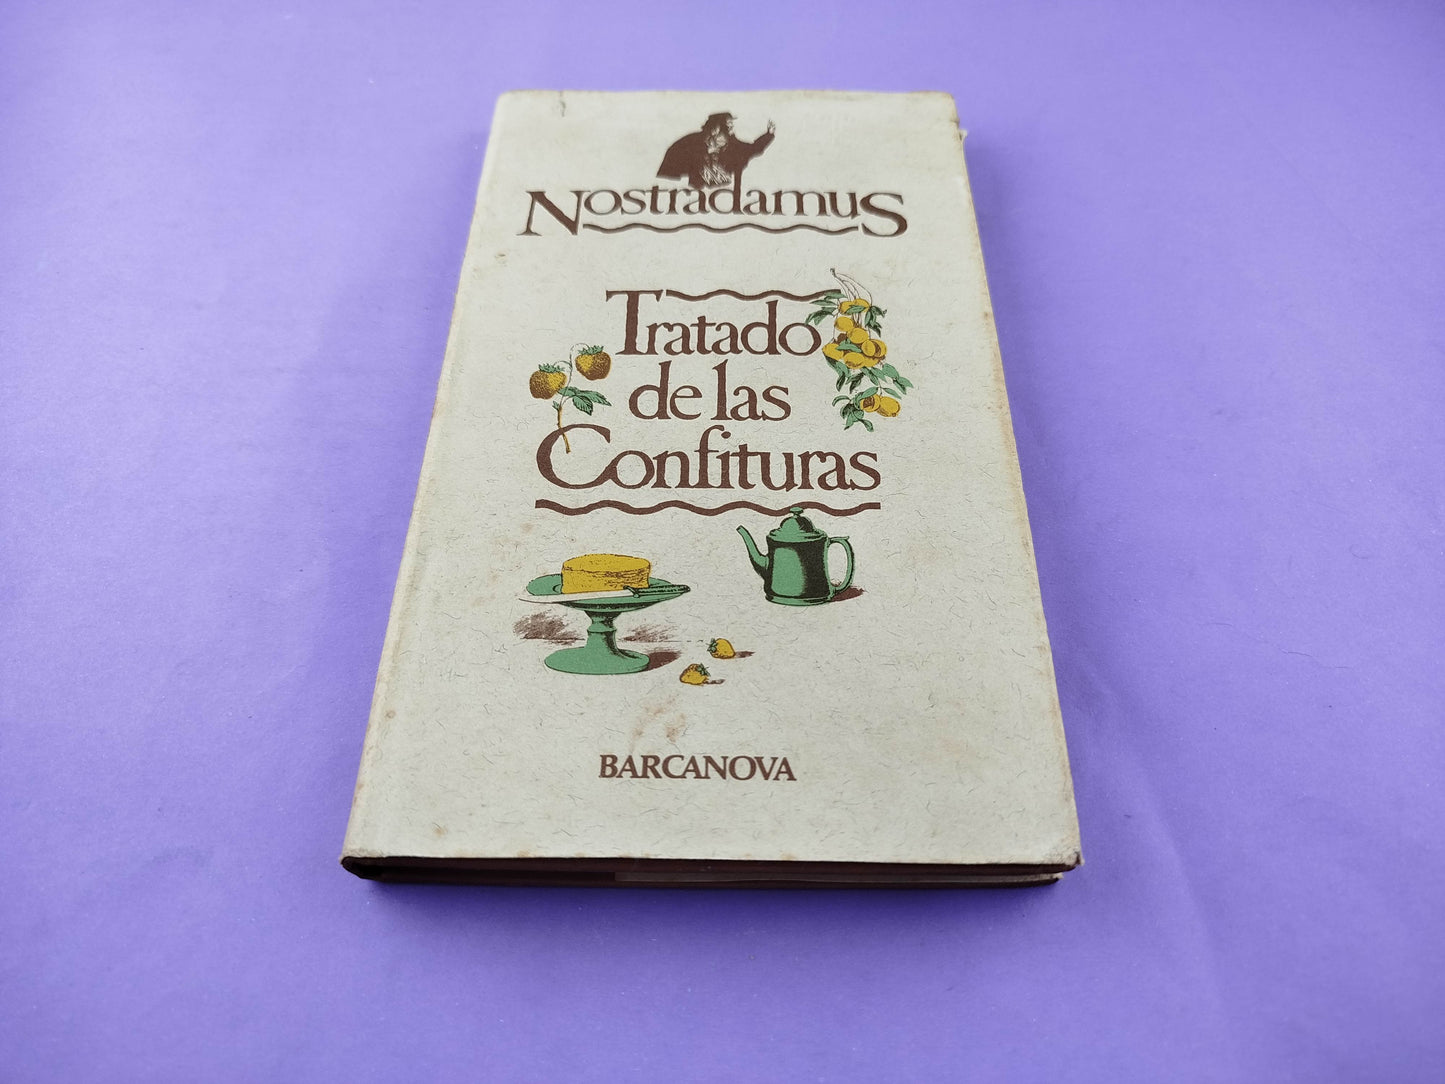 Nostradamus
Tratado
de las
Confituras
BARCANOVA